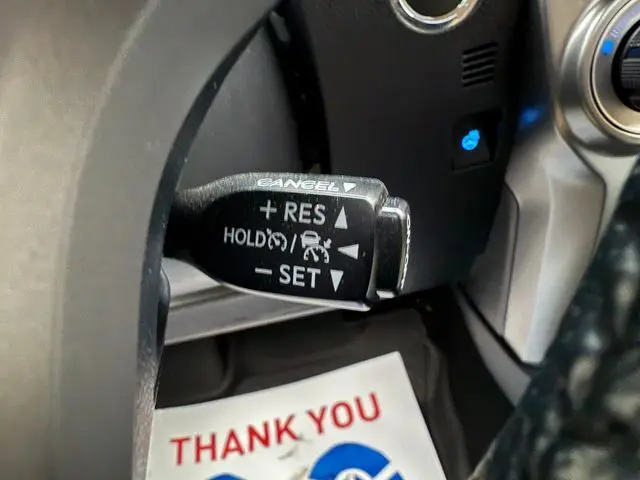 CANCEL▼
+ RES ▲
HOLD / ◀
− SET ▼
THANK YOU